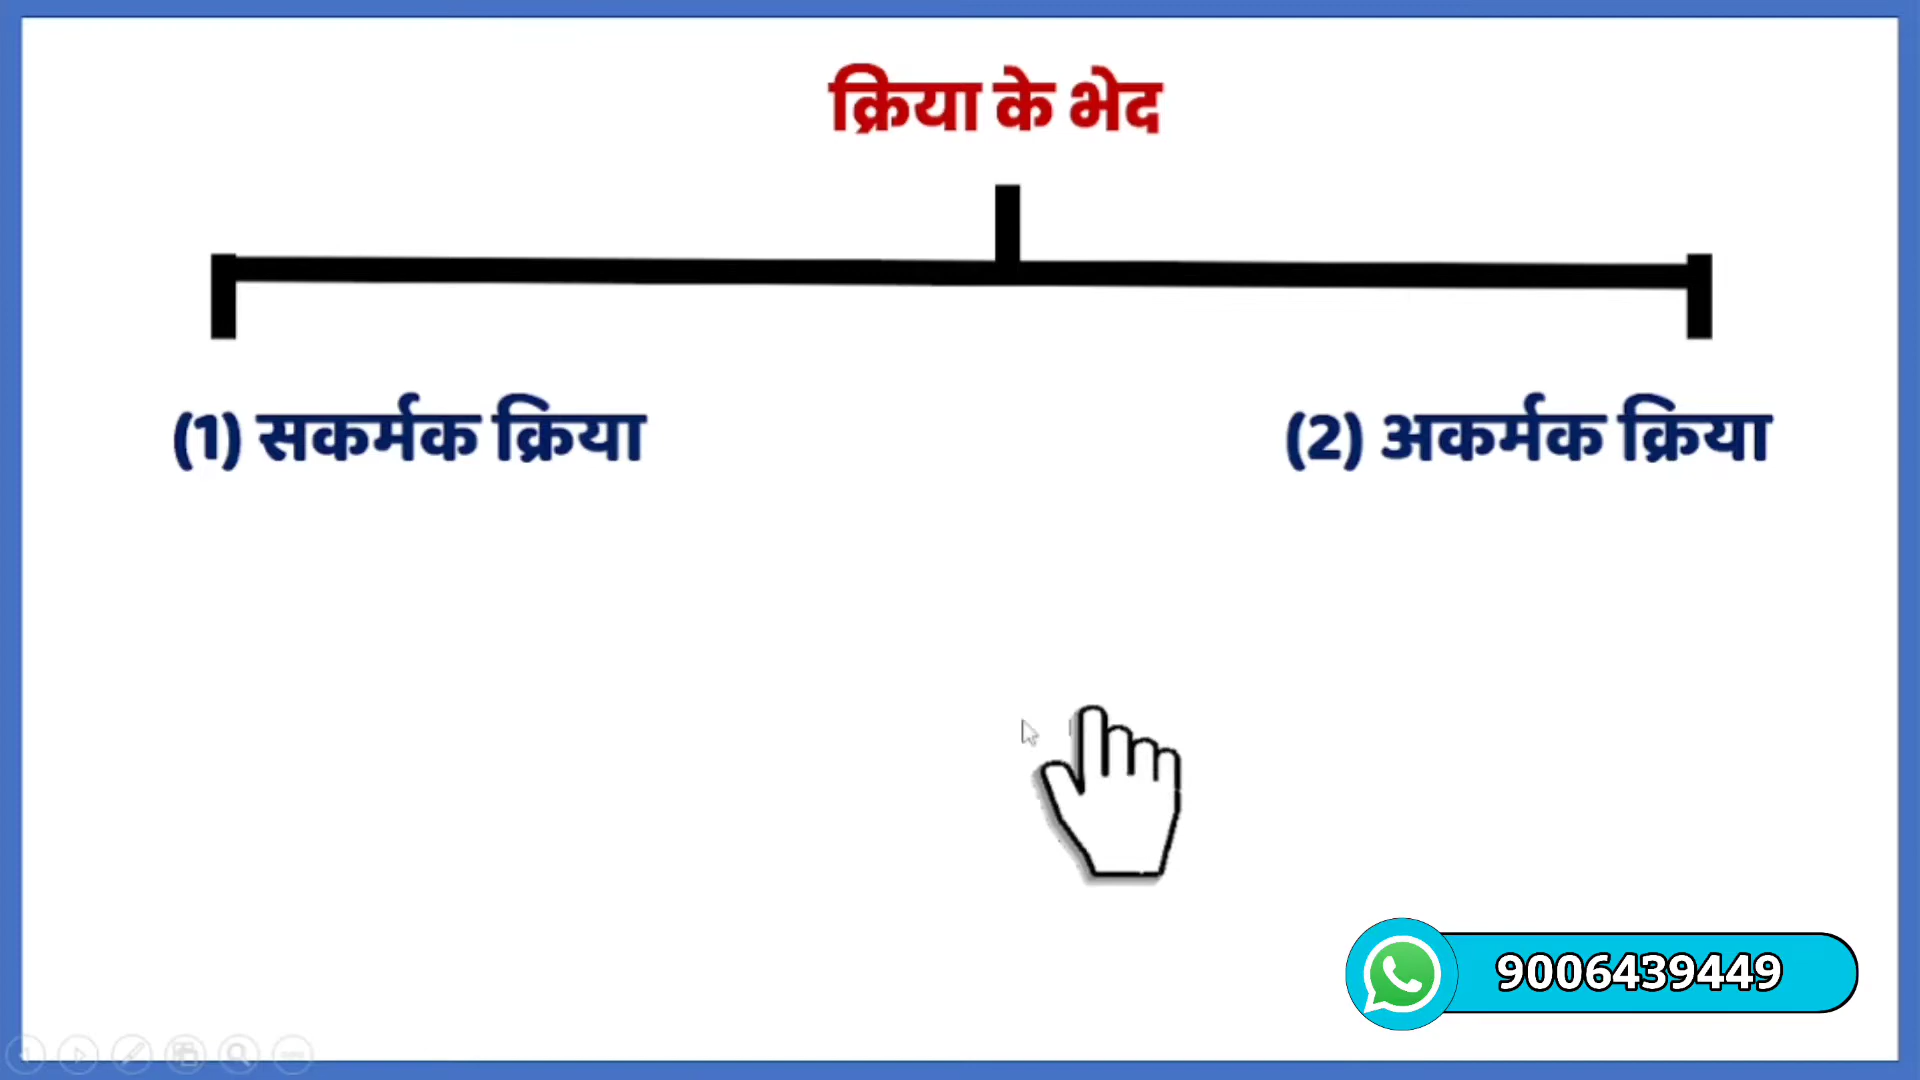 क्रिया के भेद
(1) सकर्मक क्रिया
(2) अकर्मक क्रिया
9006439449